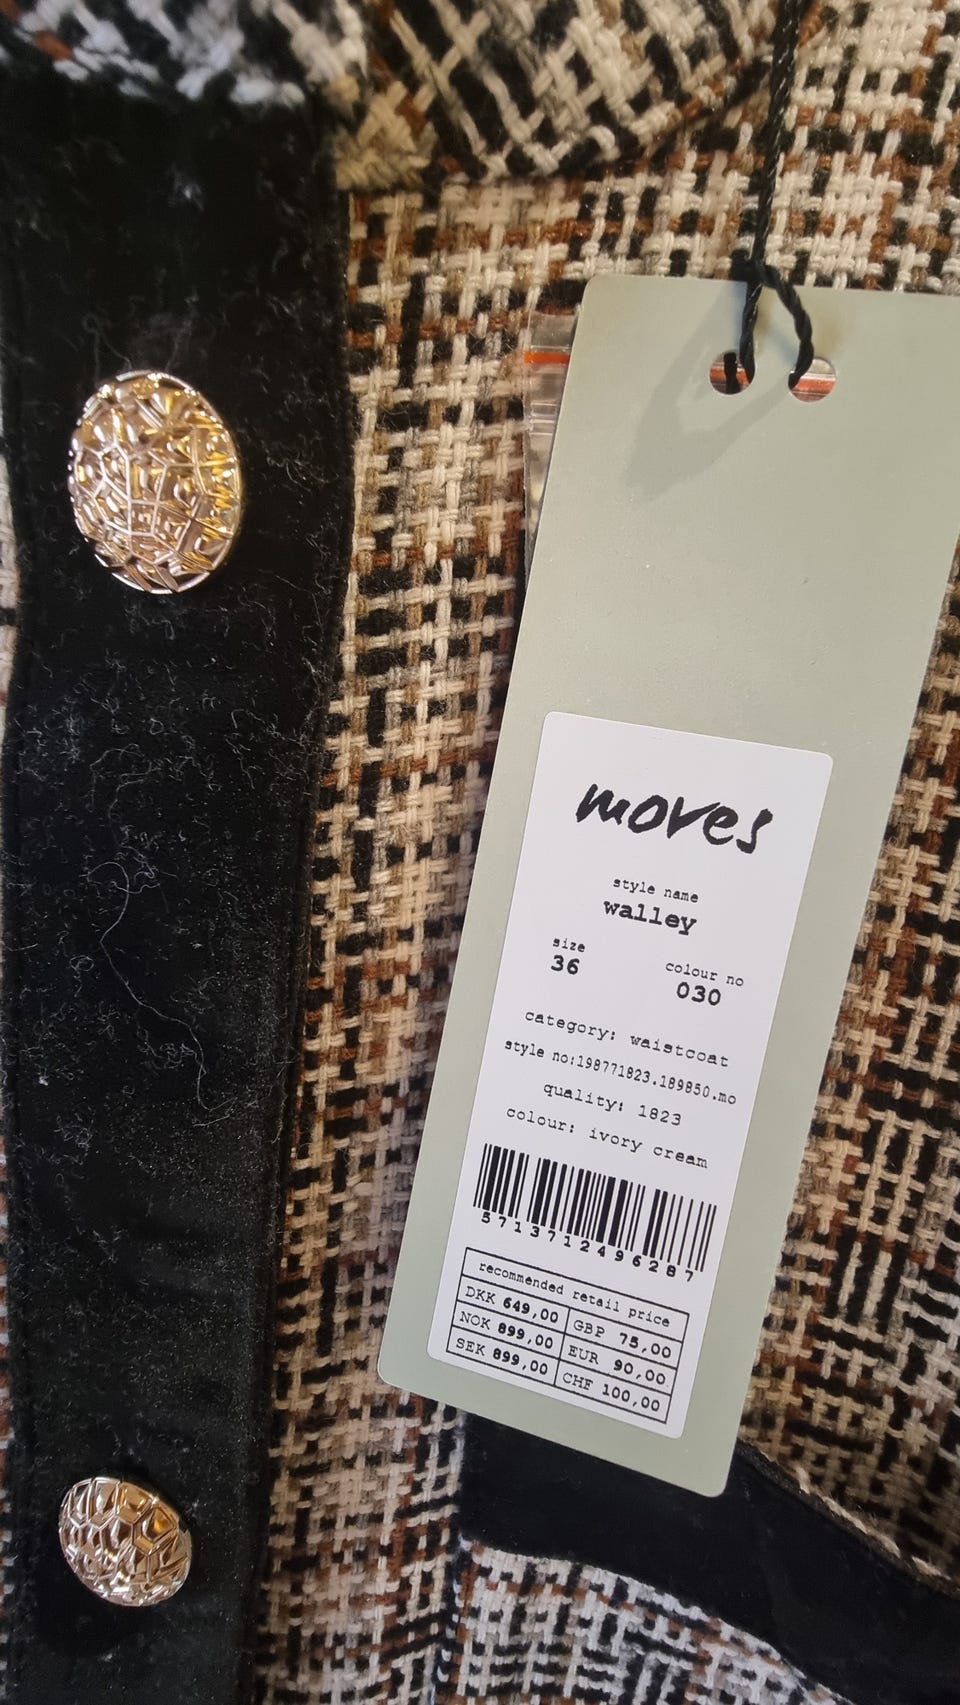 moves
style name
walley
size colour no
36 030
category: waistcoat
style no:198771823.189850.mo
quality: 1823
colour: ivory cream
5713712496287
recommended retail price
DKK 649,00 GBP 75,00
NOK 899,00 EUR 90,00
SEK 899,00 CHF 100,00